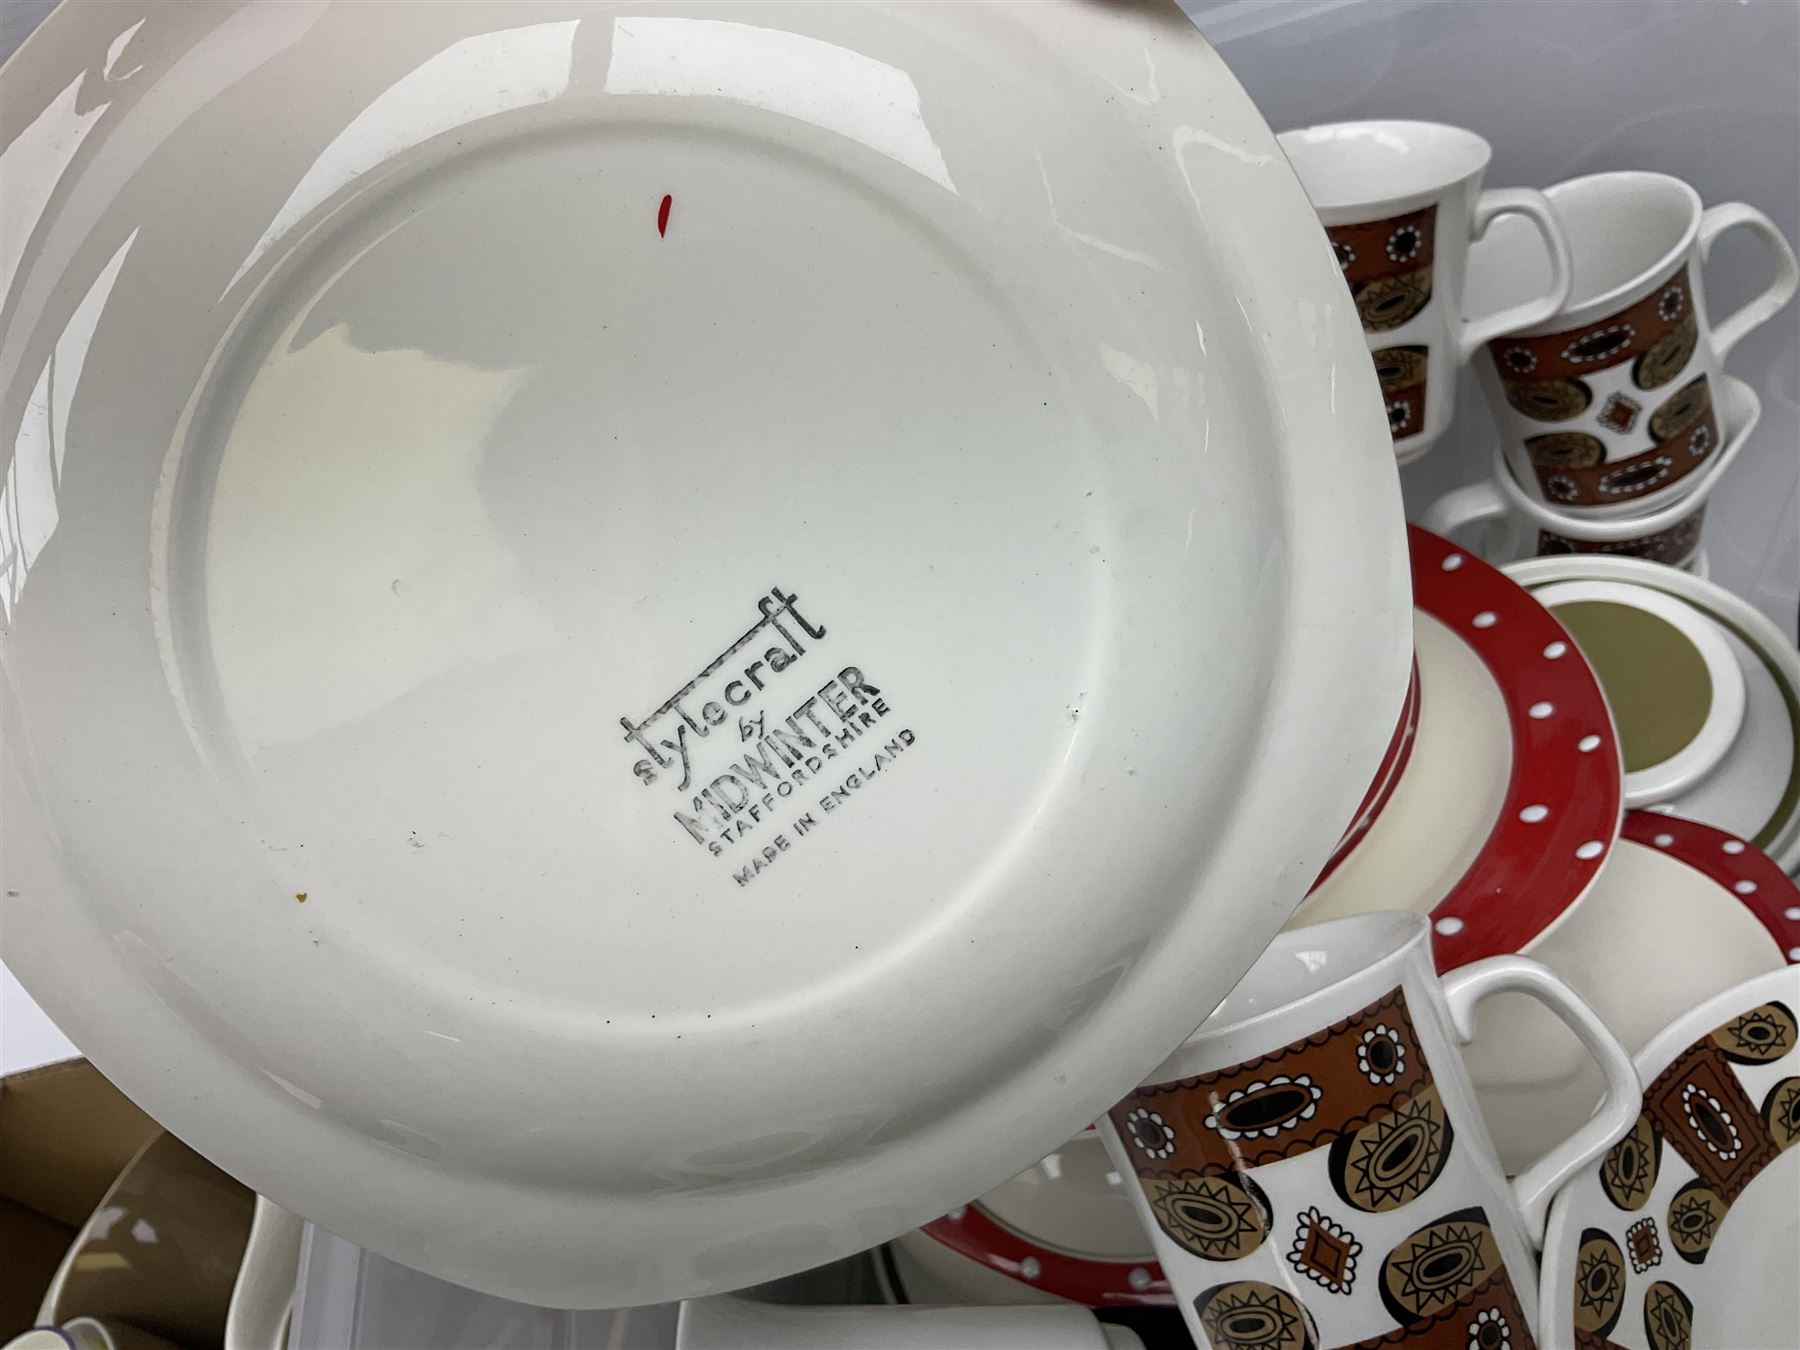 stylecraft
by
MIDWINTER
STAFFORDSHIRE
MADE IN ENGLAND